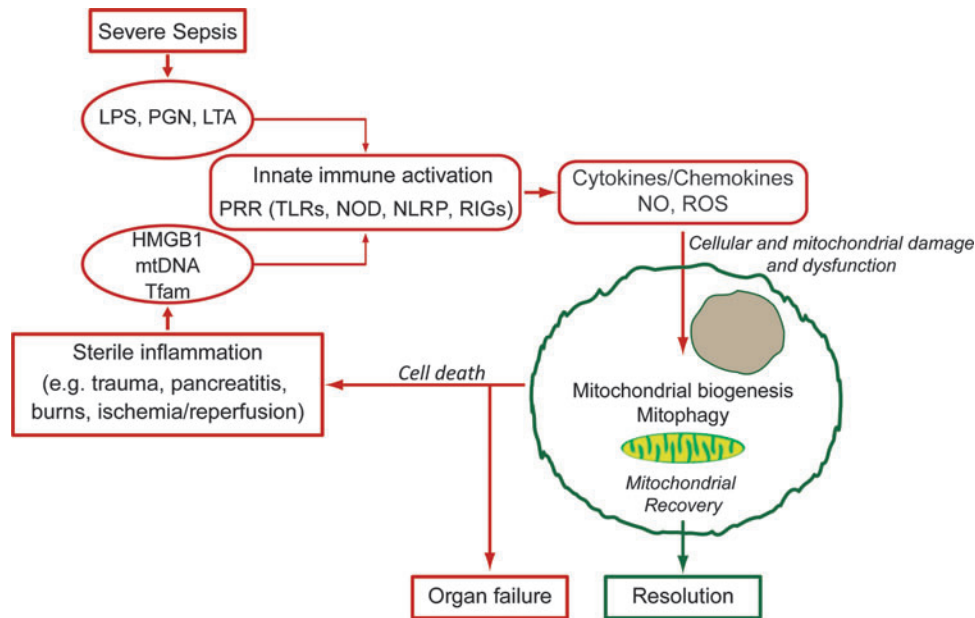 Severe Sepsis
LPS, PGN, LTA
Innate immune activation
PRR (TLRs, NOD, NLRP, RIGs)
Cytokines/Chemokines
NO, ROS
HMGB1
mtDNA
Tfam
Cellular and mitochondrial damage
and dysfunction
Sterile inflammation
(e.g. trauma, pancreatitis,
burns, ischemia/reperfusion)
Cell death
Mitochondrial biogenesis
Mitophagy
Mitochondrial
Recovery
Organ failure
Resolution